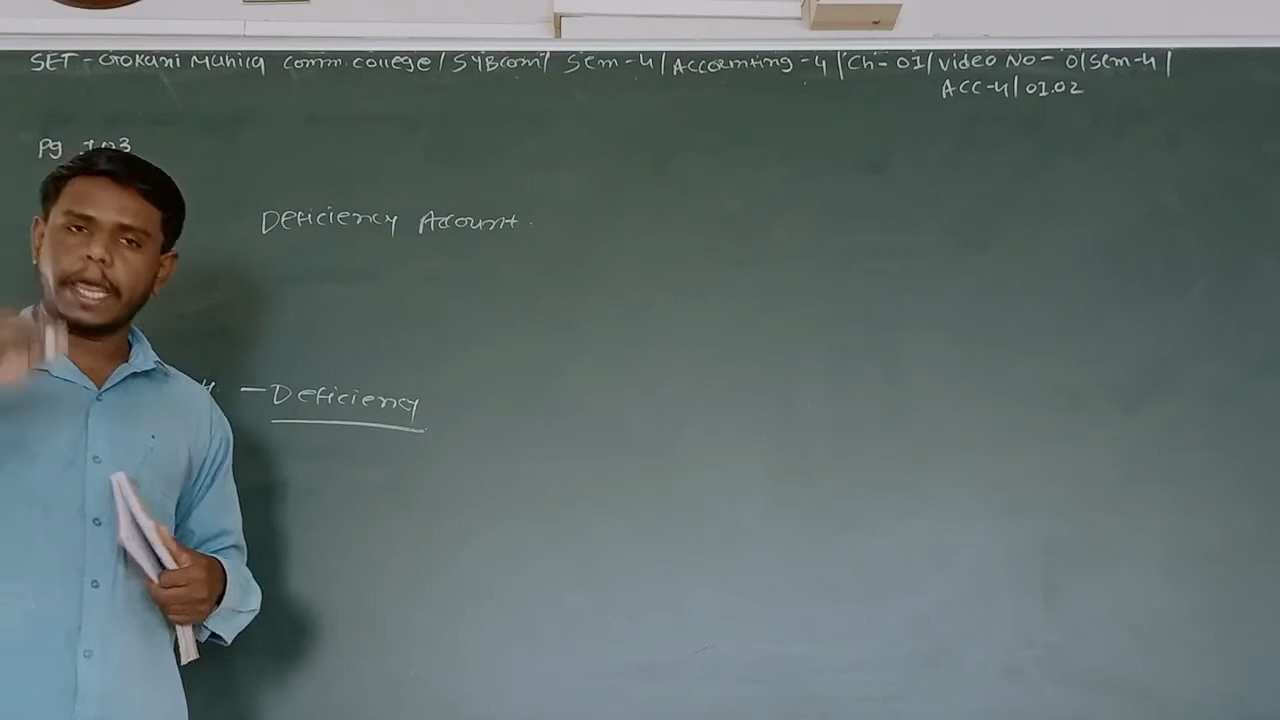 SET - Gokani Mahila Comm. College / SYBcom / Sem-4 / Accounting-4 / Ch-01 / Video No - 01 Sem-4 |
ACC-4 / 01.02
Pg
Deficiency Account.
H - Deficiency